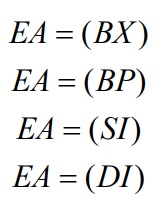 EA = (BX)
EA = (BP)
EA = (SI)
EA = (DI)